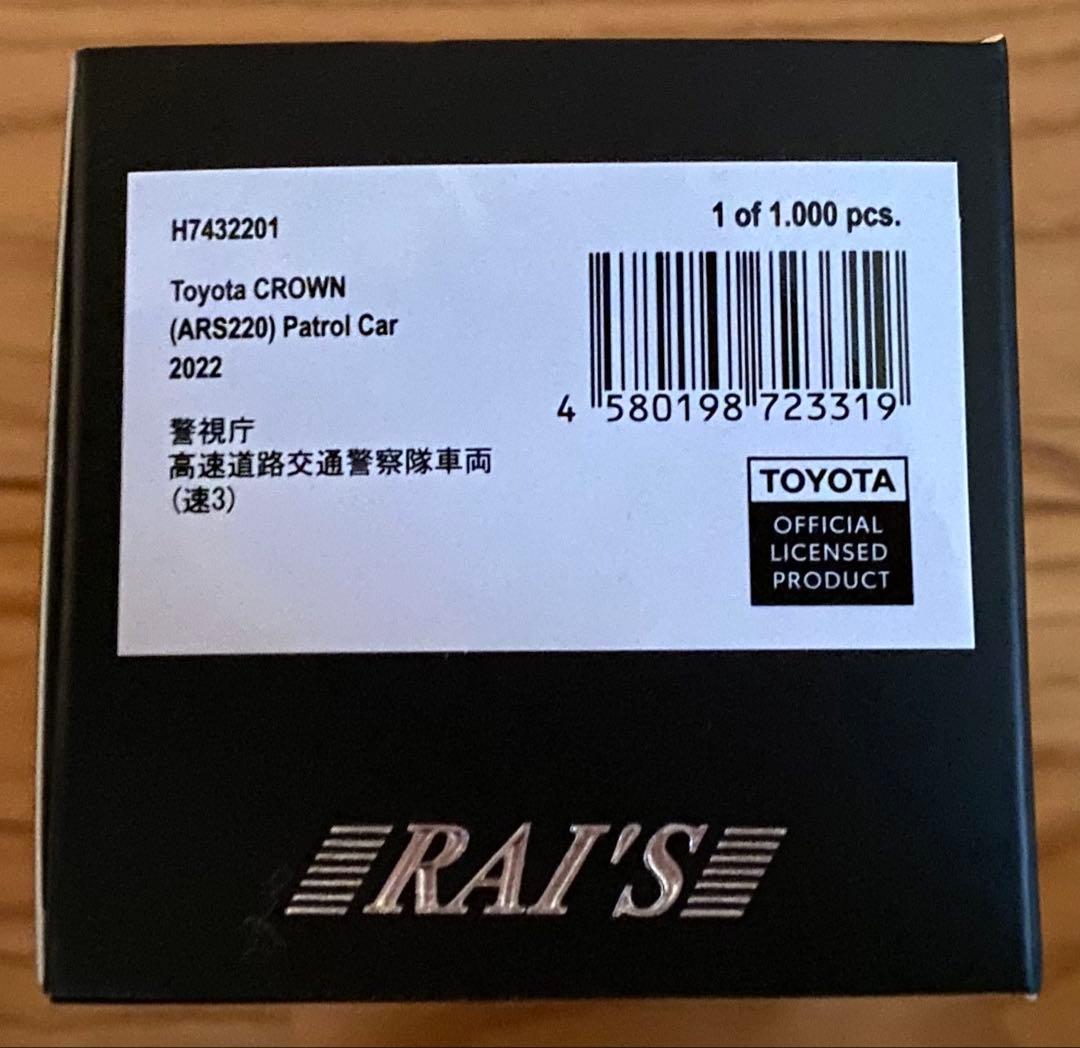 H7432201
1 of 1.000 pcs.
Toyota CROWN
(ARS220) Patrol Car
2022
警視庁
高速道路交通警察隊車両
(速3)
4 580198 723319
TOYOTA
OFFICIAL
LICENSED
PRODUCT
RAI'S